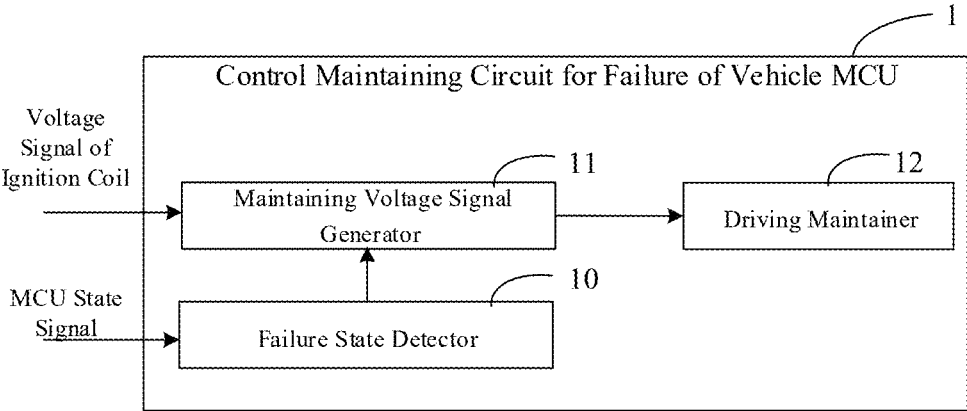 1
Control Maintaining Circuit for Failure of Vehicle MCU
Voltage
Signal of
Ignition Coil
11
Maintaining Voltage Signal
Generator
12
Driving Maintainer
MCU State
Signal
10
Failure State Detector